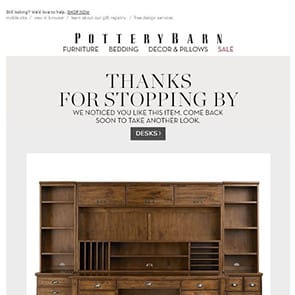 Still looking? We'd love to help. SHOP NOW
mobile site / view in browser / learn about our gift registry / free design services
POTTERYBARN
FURNITURE BEDDING DECOR & PILLOWS SALE
THANKS
FOR STOPPING BY
WE NOTICED YOU LIKE THIS ITEM. COME BACK
SOON TO TAKE ANOTHER LOOK.
DESKS ›